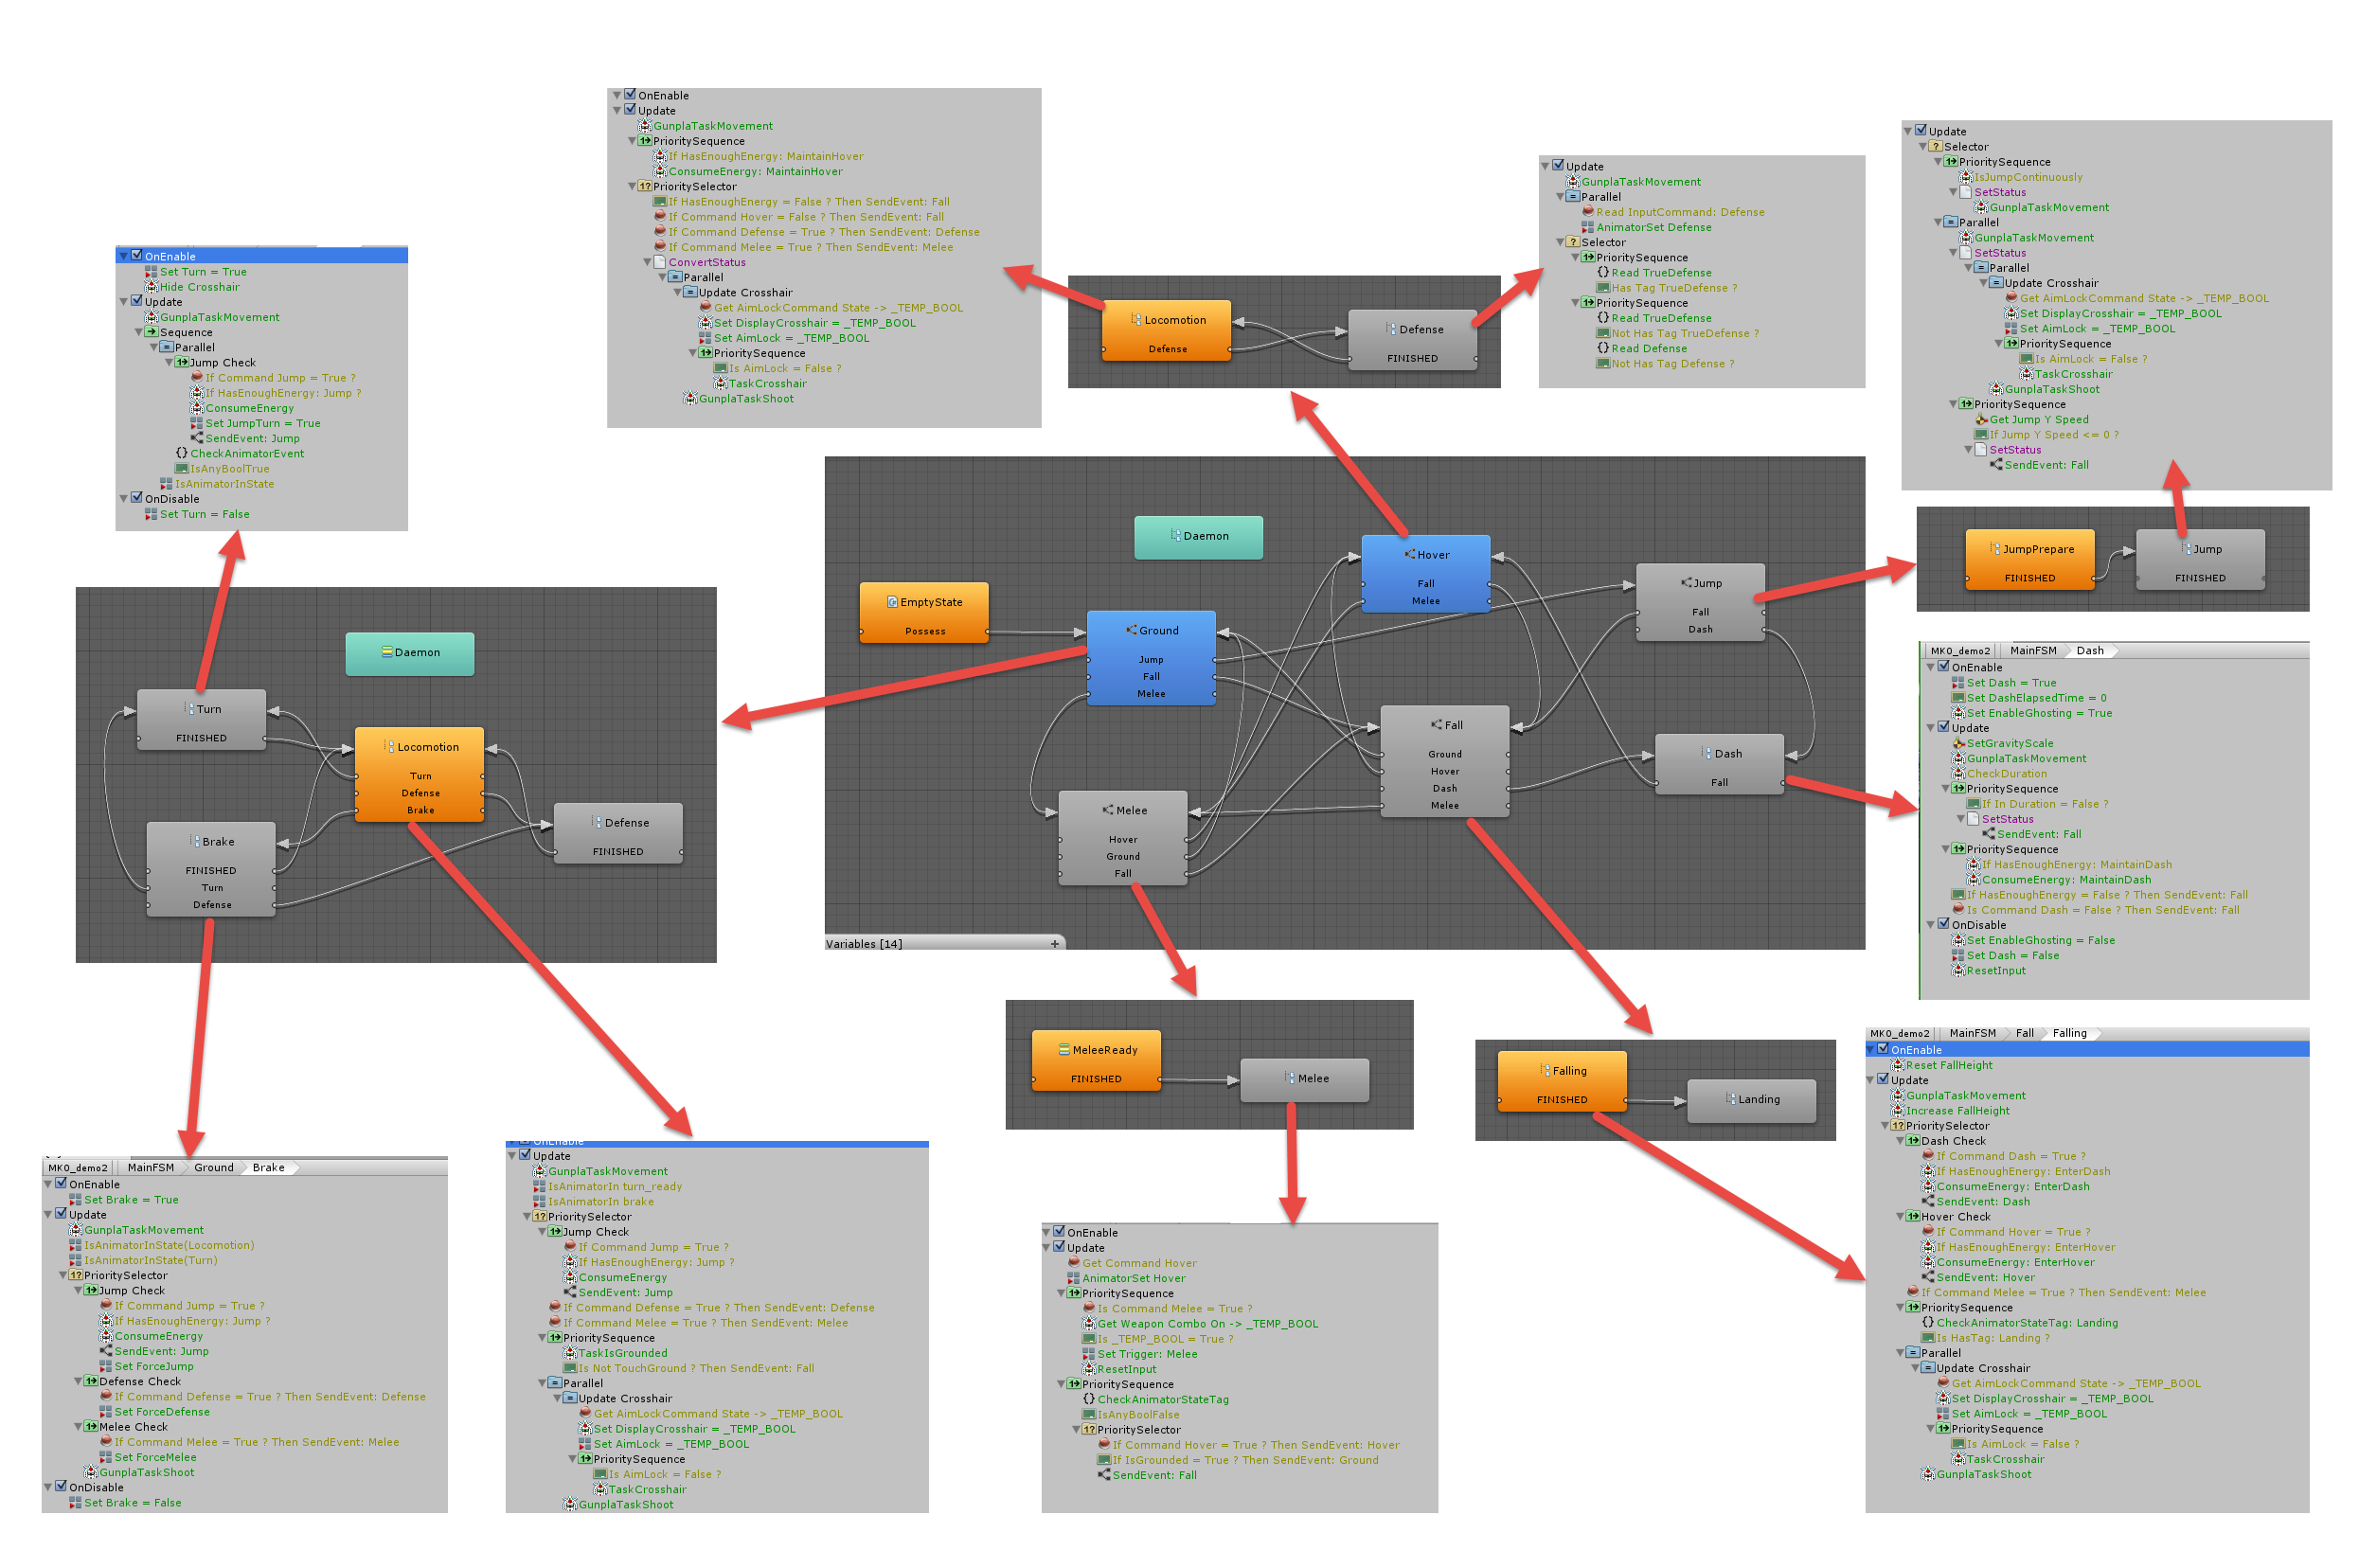 OnEnable
Update
GunplaTaskMovement
PrioritySequence
If HasEnoughEnergy: MaintainHover
ConsumeEnergy: MaintainHover
PrioritySelector
If HasEnoughEnergy = False ? Then SendEvent: Fall
If Command Hover = False ? Then SendEvent: Fall
If Command Defense = True ? Then SendEvent: Defense
If Command Melee = True ? Then SendEvent: Melee
ConvertStatus
Parallel
Update Crosshair
Get AimLockCommand State -> _TEMP_BOOL
Set DisplayCrosshair = _TEMP_BOOL
Set AimLock = _TEMP_BOOL
PrioritySequence
Is AimLock = False ?
TaskCrosshair
GunplaTaskShoot
Locomotion
Defense
Defense
FINISHED
Update
GunplaTaskMovement
Parallel
Read InputCommand: Defense
AnimatorSet Defense
Selector
PrioritySequence
Read TrueDefense
Has Tag TrueDefense ?
PrioritySequence
Read TrueDefense
Not Has Tag TrueDefense ?
Read Defense
Not Has Tag Defense ?
Update
Selector
PrioritySequence
IsJumpContinuously
SetStatus
GunplaTaskMovement
Parallel
GunplaTaskMovement
SetStatus
Parallel
Update Crosshair
Get AimLockCommand State -> _TEMP_BOOL
Set DisplayCrosshair = _TEMP_BOOL
Set AimLock = _TEMP_BOOL
PrioritySequence
Is AimLock = False ?
TaskCrosshair
GunplaTaskShoot
PrioritySequence
Get Jump Y Speed
If Jump Y Speed <= 0 ?
SetStatus
SendEvent: Fall
OnEnable
Set Turn = True
Hide Crosshair
Update
GunplaTaskMovement
Sequence
Parallel
Jump Check
If Command Jump = True ?
If HasEnoughEnergy: Jump ?
ConsumeEnergy
Set JumpTurn = True
SendEvent: Jump
CheckAnimatorEvent
IsAnyBoolTrue
IsAnimatorInState
OnDisable
Set Turn = False
Daemon
Turn
FINISHED
Locomotion
Turn
Defense
Brake
Brake
FINISHED
Turn
Defense
Defense
FINISHED
Daemon
EmptyState
Possess
Ground
Jump
Fall
Melee
Hover
Fall
Melee
Jump
Fall
Dash
Fall
Ground
Hover
Dash
Melee
Dash
Fall
Melee
Hover
Ground
Fall
Variables [14]
+
JumpPrepare
FINISHED
Jump
FINISHED
MK0_demo2 MainFSM Dash
OnEnable
Set Dash = True
Set DashElapsedTime = 0
Set EnableGhosting = True
Update
SetGravityScale
GunplaTaskMovement
CheckDuration
PrioritySequence
If In Duration = False ?
SetStatus
SendEvent: Fall
PrioritySequence
If HasEnoughEnergy: MaintainDash
ConsumeEnergy: MaintainDash
If HasEnoughEnergy = False ? Then SendEvent: Fall
Is Command Dash = False ? Then SendEvent: Fall
OnDisable
Set EnableGhosting = False
Set Dash = False
ResetInput
MeleeReady
FINISHED
Melee
Falling
FINISHED
Landing
MK0_demo2 MainFSM Ground Brake
OnEnable
Set Brake = True
Update
GunplaTaskMovement
IsAnimatorInState(Locomotion)
IsAnimatorInState(Turn)
PrioritySelector
Jump Check
If Command Jump = True ?
If HasEnoughEnergy: Jump ?
ConsumeEnergy
SendEvent: Jump
Set ForceJump
Defense Check
If Command Defense = True ? Then SendEvent: Defense
Set ForceDefense
Melee Check
If Command Melee = True ? Then SendEvent: Melee
Set ForceMelee
GunplaTaskShoot
OnDisable
Set Brake = False
OnEnable
Update
GunplaTaskMovement
IsAnimatorIn turn_ready
IsAnimatorIn brake
PrioritySelector
Jump Check
If Command Jump = True ?
If HasEnoughEnergy: Jump ?
ConsumeEnergy
SendEvent: Jump
If Command Defense = True ? Then SendEvent: Defense
If Command Melee = True ? Then SendEvent: Melee
PrioritySequence
TaskIsGrounded
Is Not TouchGround ? Then SendEvent: Fall
Parallel
Update Crosshair
Get AimLockCommand State -> _TEMP_BOOL
Set DisplayCrosshair = _TEMP_BOOL
Set AimLock = _TEMP_BOOL
PrioritySequence
Is AimLock = False ?
TaskCrosshair
GunplaTaskShoot
OnEnable
Update
Get Command Hover
AnimatorSet Hover
PrioritySequence
Is Command Melee = True ?
Get Weapon Combo On -> _TEMP_BOOL
Is _TEMP_BOOL = True ?
Set Trigger: Melee
ResetInput
PrioritySequence
CheckAnimatorStateTag
IsAnyBoolFalse
PrioritySelector
If Command Hover = True ? Then SendEvent: Hover
If IsGrounded = True ? Then SendEvent: Ground
SendEvent: Fall
MK0_demo2 MainFSM Fall Falling
OnEnable
Reset FallHeight
Update
GunplaTaskMovement
Increase FallHeight
PrioritySelector
Dash Check
If Command Dash = True ?
If HasEnoughEnergy: EnterDash
ConsumeEnergy: EnterDash
SendEvent: Dash
Hover Check
If Command Hover = True ?
If HasEnoughEnergy: EnterHover
ConsumeEnergy: EnterHover
SendEvent: Hover
If Command Melee = True ? Then SendEvent: Melee
PrioritySequence
CheckAnimatorStateTag: Landing
Is HasTag: Landing ?
Parallel
Update Crosshair
Get AimLockCommand State -> _TEMP_BOOL
Set DisplayCrosshair = _TEMP_BOOL
Set AimLock = _TEMP_BOOL
PrioritySequence
Is AimLock = False ?
TaskCrosshair
GunplaTaskShoot